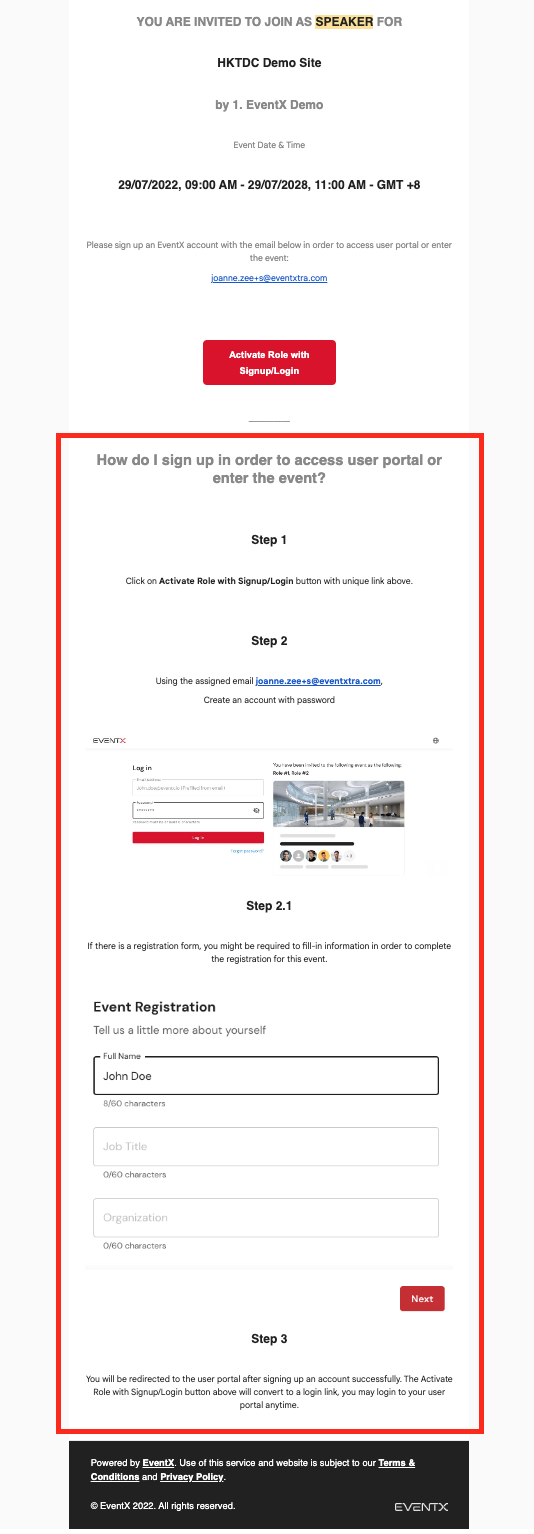 YOU ARE INVITED TO JOIN AS SPEAKER FOR
HKTDC Demo Site
by 1. EventX Demo
Event Date & Time
29/07/2022, 09:00 AM - 29/07/2028, 11:00 AM - GMT +8
Please sign up an EventX account with the email below in order to access user portal or enter
the event:
joanne.zee+s@eventxtra.com
Activate Role with
Signup/Login
How do I sign up in order to access user portal or
enter the event?
Step 1
Click on Activate Role with Signup/Login button with unique link above.
Step 2
Using the assigned email joanne.zee+s@eventxtra.com,
Create an account with password
EVENTX
Log in
You have been invited to the following event as the following:
Role #1, Role #2
Email address
Password
Log in
Forgot password?
+3
Step 2.1
If there is a registration form, you might be required to fill-in information in order to complete
the registration for this event.
Event Registration
Tell us a little more about yourself
Full Name
John Doe
8/60 characters
Job Title
0/60 characters
Organization
0/60 characters
Next
Step 3
You will be redirected to the user portal after signing up an account successfully. The Activate
Role with Signup/Login button above will convert to a login link, you may login to your user
portal anytime.
Powered by EventX. Use of this service and website is subject to our Terms &
Conditions and Privacy Policy.
© EventX 2022. All rights reserved.
EVENTX